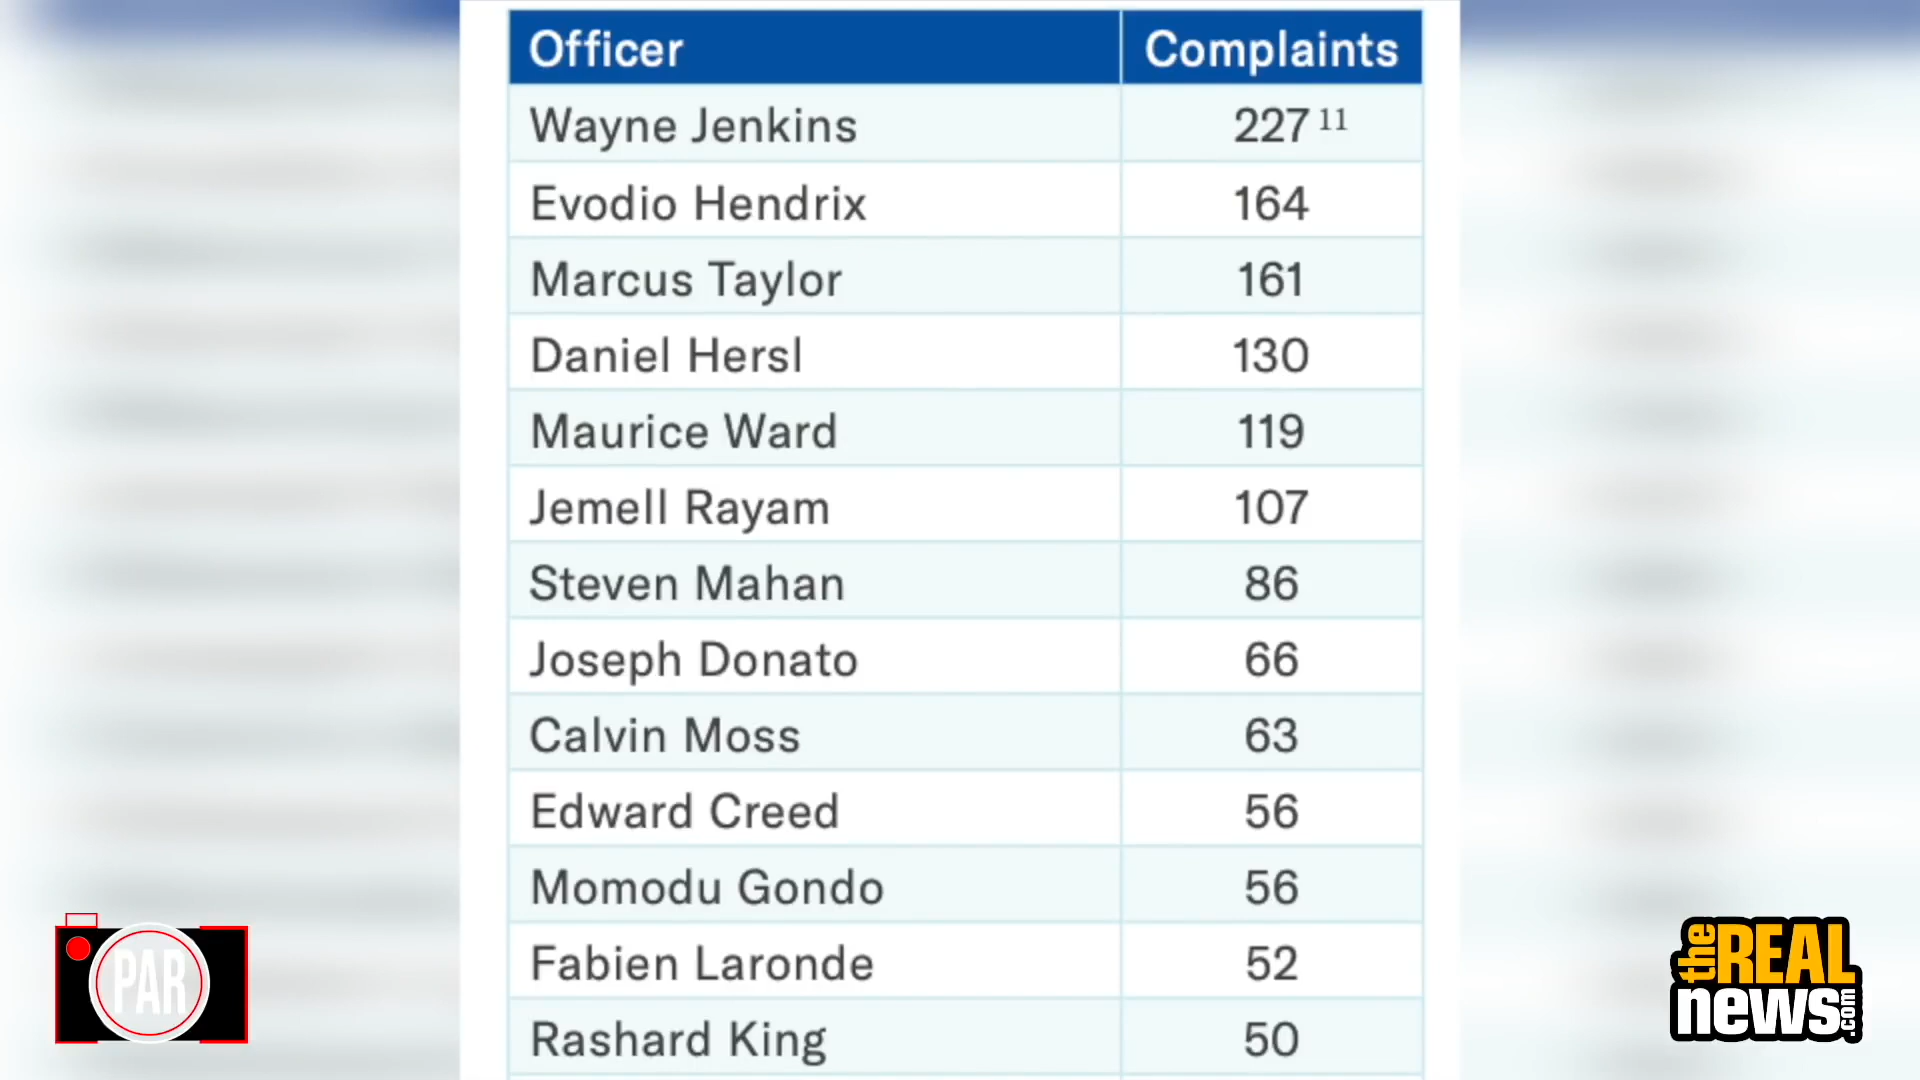 Officer Complaints
Wayne Jenkins 227 11
Evodio Hendrix 164
Marcus Taylor 161
Daniel Hersl 130
Maurice Ward 119
Jemell Rayam 107
Steven Mahan 86
Joseph Donato 66
Calvin Moss 63
Edward Creed 56
Momodu Gondo 56
Fabien Laronde 52
Rashard King 50
PAR
the REAL
news.com